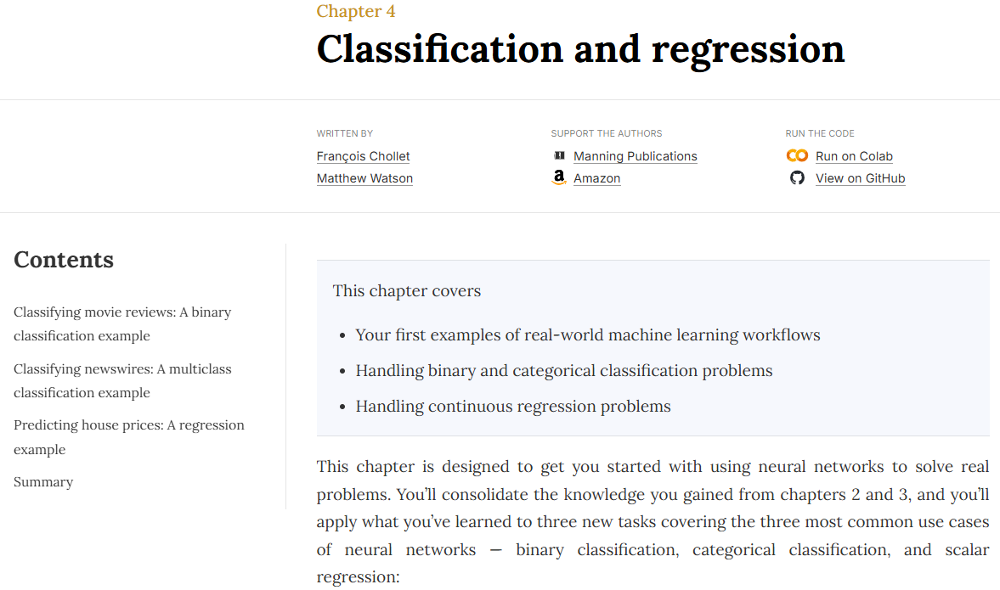 Chapter 4
Classification and regression
WRITTEN BY
François Chollet
Matthew Watson
SUPPORT THE AUTHORS
Manning Publications
Amazon
RUN THE CODE
Run on Colab
View on GitHub
Contents
Classifying movie reviews: A binary
classification example
Classifying newswires: A multiclass
classification example
Predicting house prices: A regression
example
Summary
This chapter covers
• Your first examples of real-world machine learning workflows
• Handling binary and categorical classification problems
• Handling continuous regression problems
This chapter is designed to get you started with using neural networks to solve real
problems. You’ll consolidate the knowledge you gained from chapters 2 and 3, and you’ll
apply what you’ve learned to three new tasks covering the three most common use cases
of neural networks — binary classification, categorical classification, and scalar
regression: